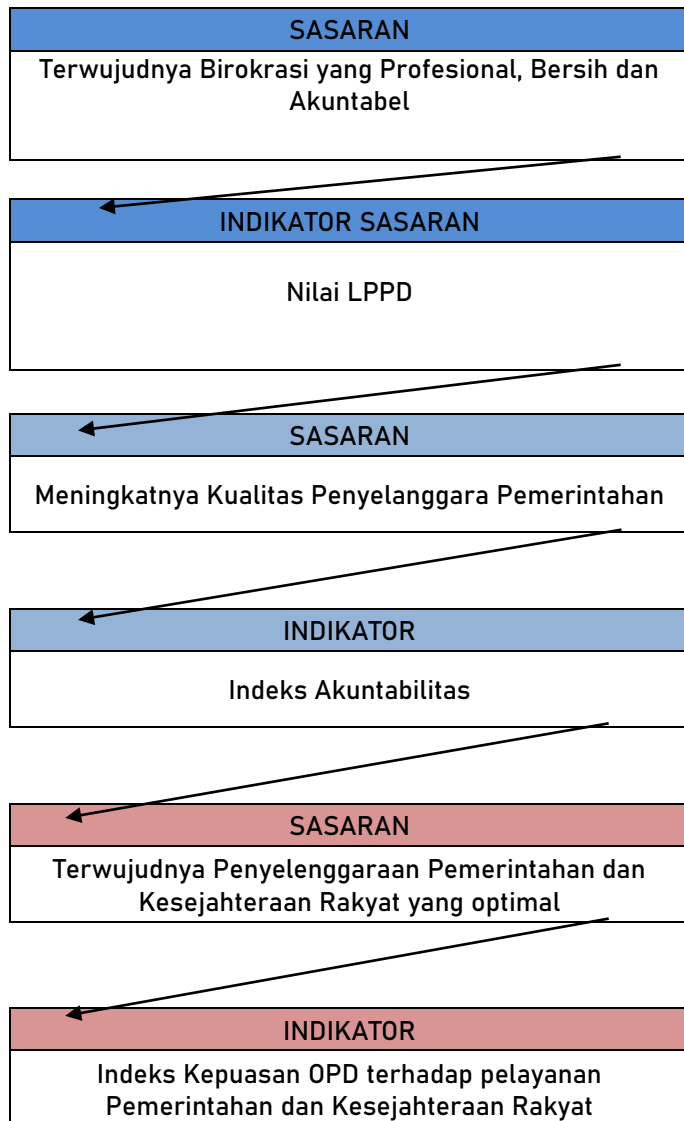 SASARAN
Terwujudnya Birokrasi yang Profesional, Bersih dan
Akuntabel
INDIKATOR SASARAN
Nilai LPPD
SASARAN
Meningkatnya Kualitas Penyelanggara Pemerintahan
INDIKATOR
Indeks Akuntabilitas
SASARAN
Terwujudnya Penyelenggaraan Pemerintahan dan
Kesejahteraan Rakyat yang optimal
INDIKATOR
Indeks Kepuasan OPD terhadap pelayanan
Pemerintahan dan Kesejahteraan Rakyat